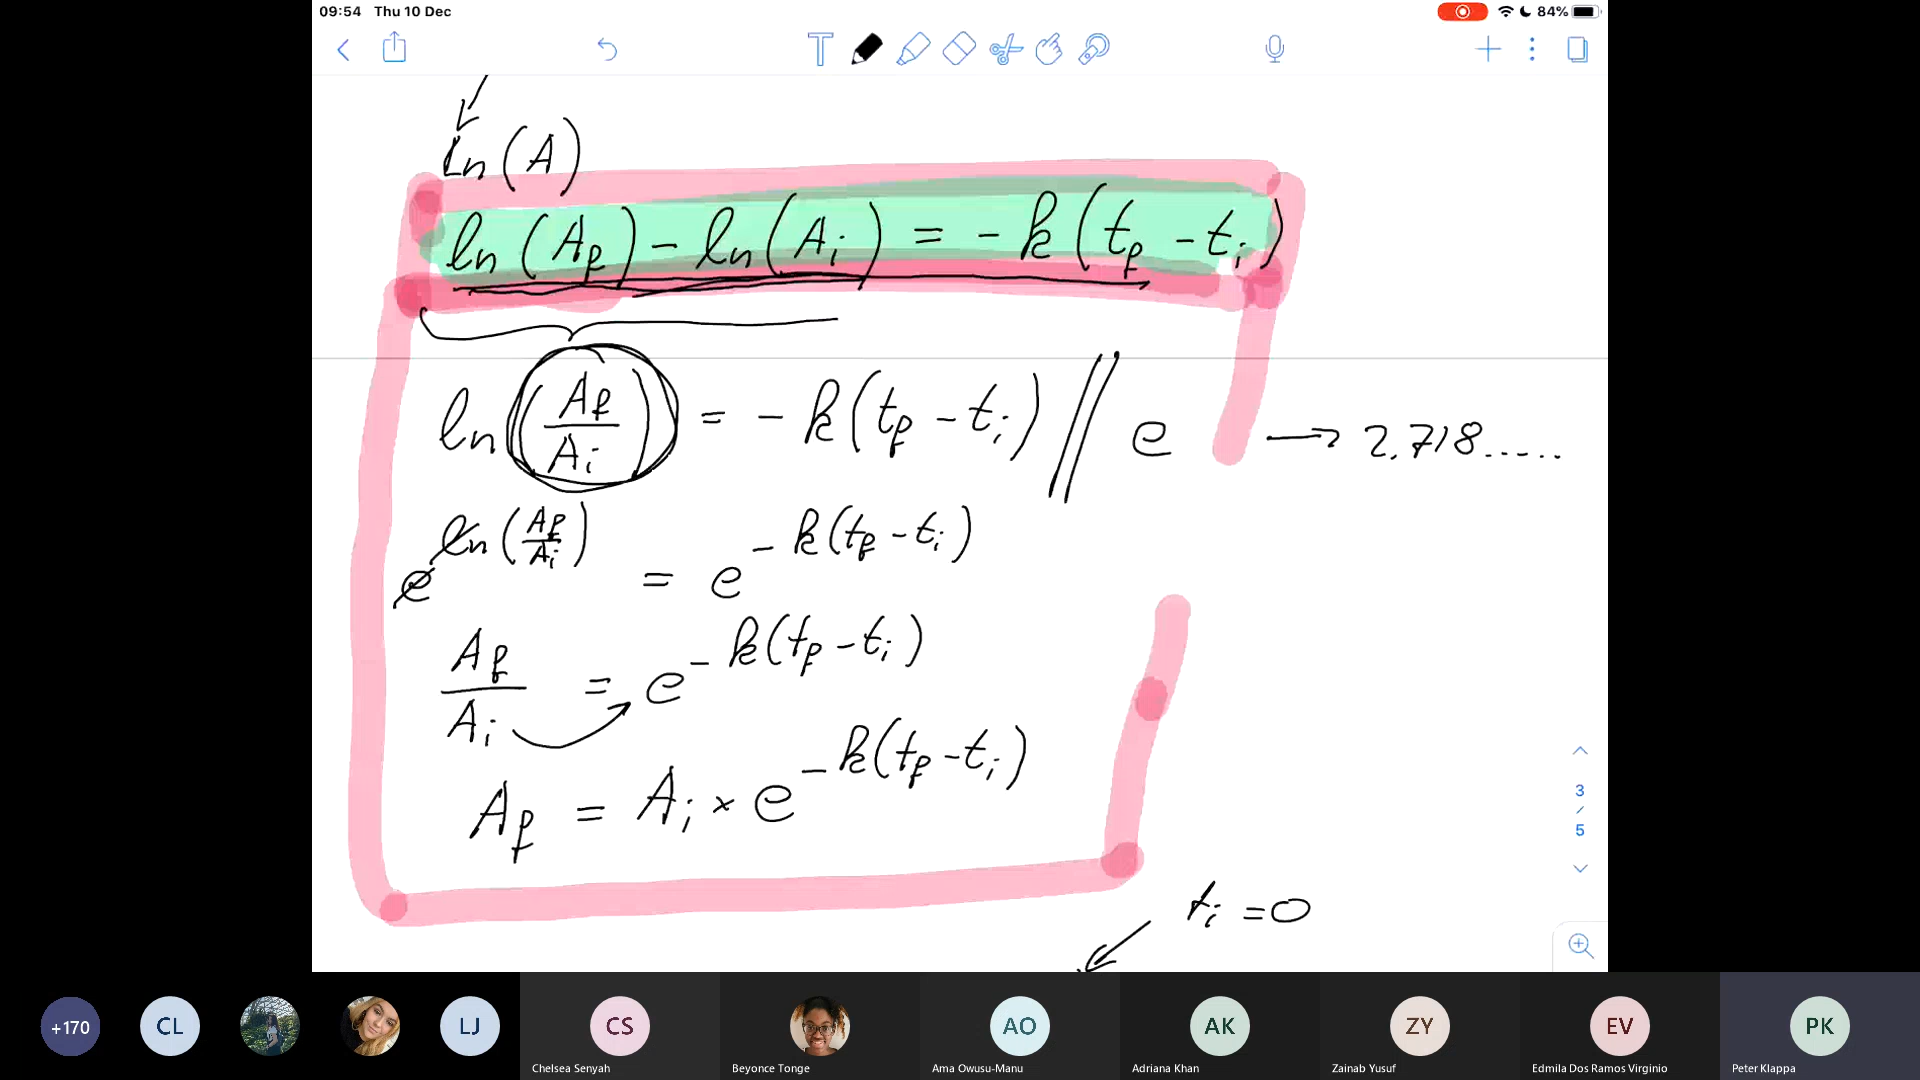 09:54 Thu 10 Dec 84%
ln(A)
ln(Af) - ln(Ai) = - k(tf - ti)
ln(Af/Ai) = - k(tf - ti) // e → 2.718.....
e^ln(Af/Ai) = e^- k(tf - ti)
Af/Ai = e^- k(tf - ti)
Af = Ai × e^- k(tf - ti)
3
/
5
ti = 0
+170 CL LJ CS AO AK ZY EV PK
Chelsea Senyah Beyonce Tonge Ama Owusu-Manu Adriana Khan Zainab Yusuf Edmila Dos Ramos Virginio Peter Klappa